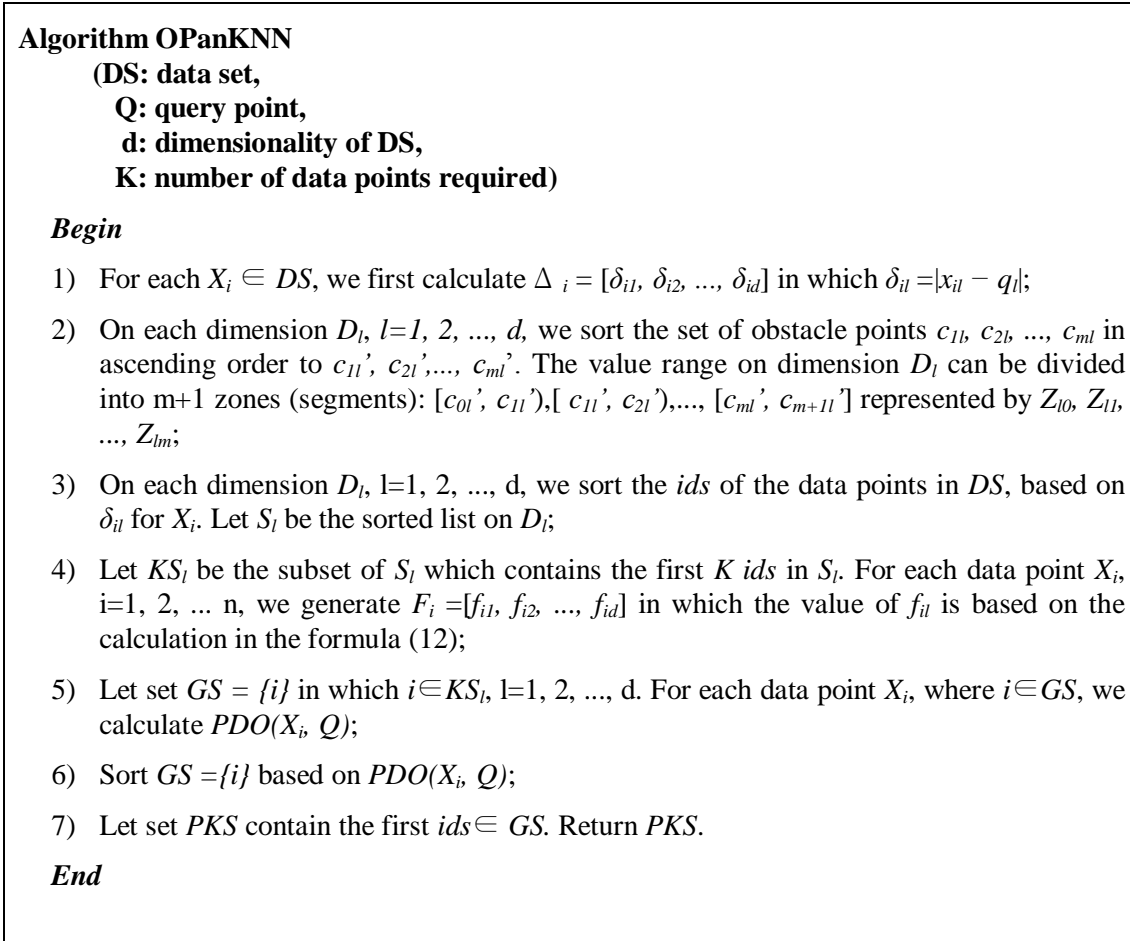 Algorithm OPanKNN
(DS: data set,
Q: query point,
d: dimensionality of DS,
K: number of data points required)
Begin
1) For each Xi ∈ DS, we first calculate Δ i = [δi1, δi2, ..., δid] in which δil =|xil − ql|;
2) On each dimension Dl, l=1, 2, ..., d, we sort the set of obstacle points c1l, c2l, ..., cml in
ascending order to c1l', c2l',..., cml'. The value range on dimension Dl can be divided
into m+1 zones (segments): [c0l', c1l'),[ c1l', c2l'),..., [cml', cm+1l'] represented by Zl0, Zl1,
..., Zlm;
3) On each dimension Dl, l=1, 2, ..., d, we sort the ids of the data points in DS, based on
δil for Xi. Let Sl be the sorted list on Dl;
4) Let KSl be the subset of Sl which contains the first K ids in Sl. For each data point Xi,
i=1, 2, ... n, we generate Fi =[fi1, fi2, ..., fid] in which the value of fil is based on the
calculation in the formula (12);
5) Let set GS = {i} in which i∈KSl, l=1, 2, ..., d. For each data point Xi, where i∈GS, we
calculate PDO(Xi, Q);
6) Sort GS ={i} based on PDO(Xi, Q);
7) Let set PKS contain the first ids∈ GS. Return PKS.
End